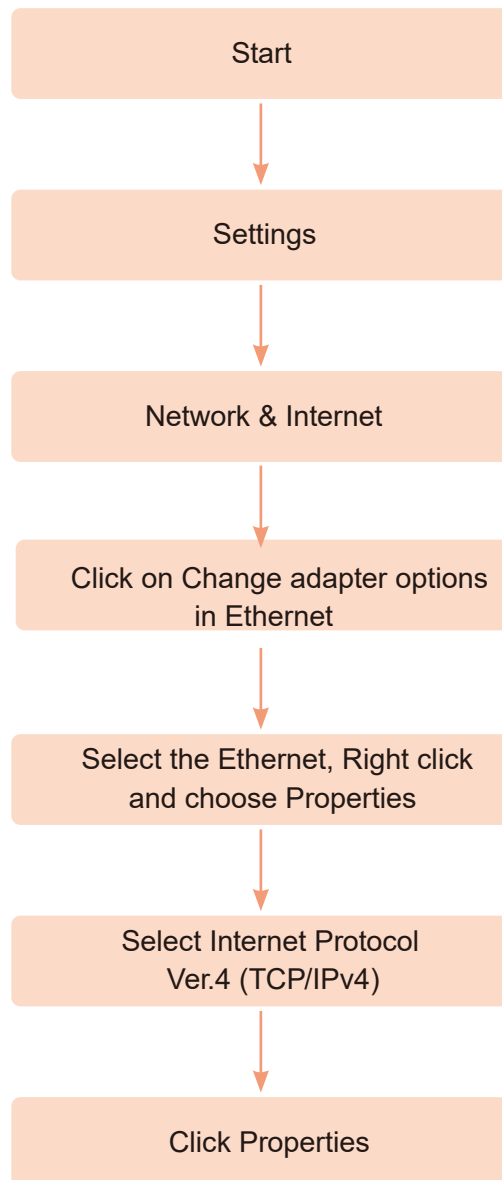 Start
Settings
Network & Internet
Click on Change adapter options
in Ethernet
Select the Ethernet, Right click
and choose Properties
Select Internet Protocol
Ver.4 (TCP/IPv4)
Click Properties